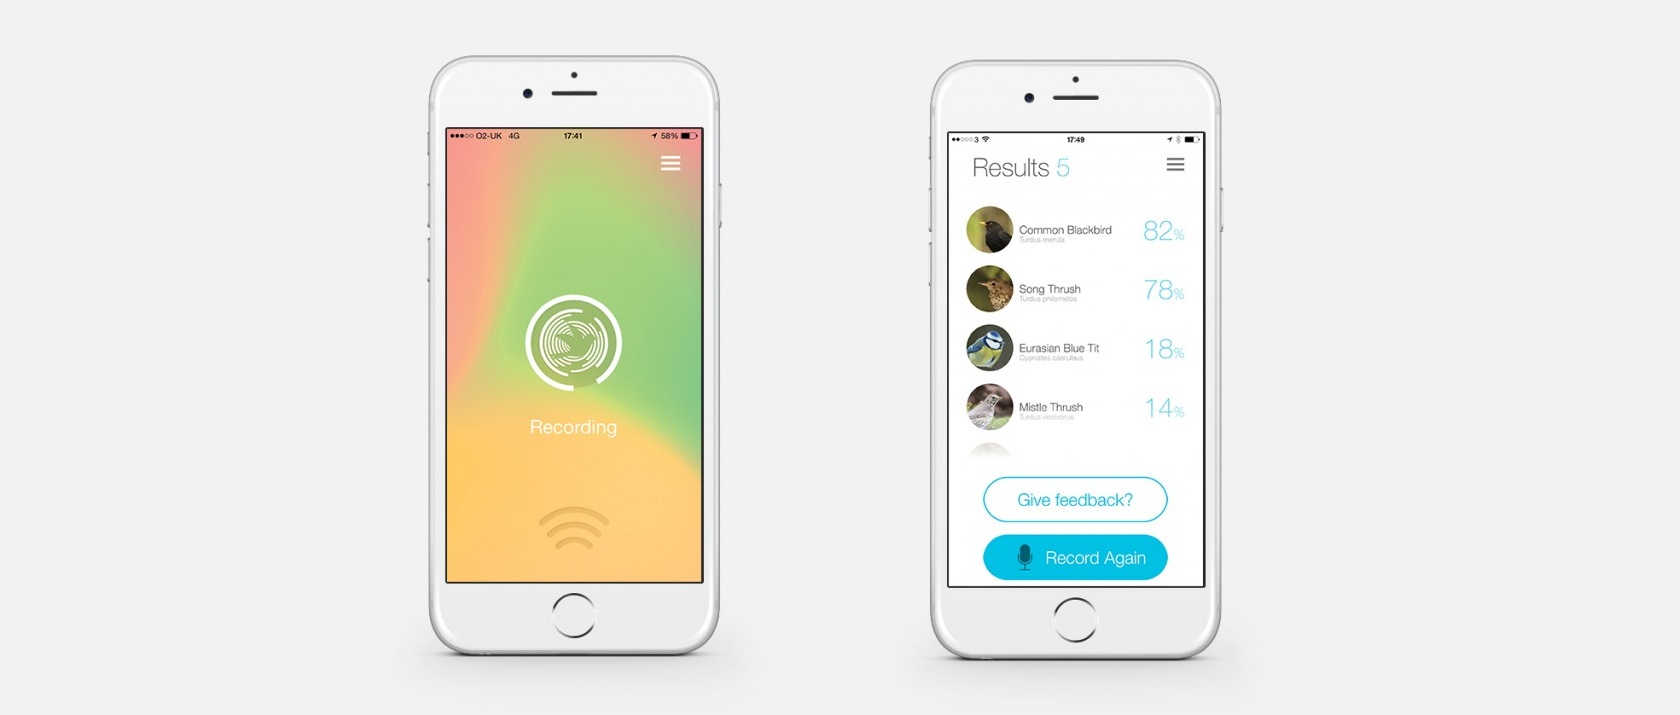 O2-UK 4G 17:41 58%
Recording
3 17:49
Results 5
Common Blackbird 82%
Turdus merula
Song Thrush 78%
Turdus philomelos
Eurasian Blue Tit 18%
Cyanistes caeruleus
Mistle Thrush 14%
Turdus viscivorus
Give feedback?
Record Again